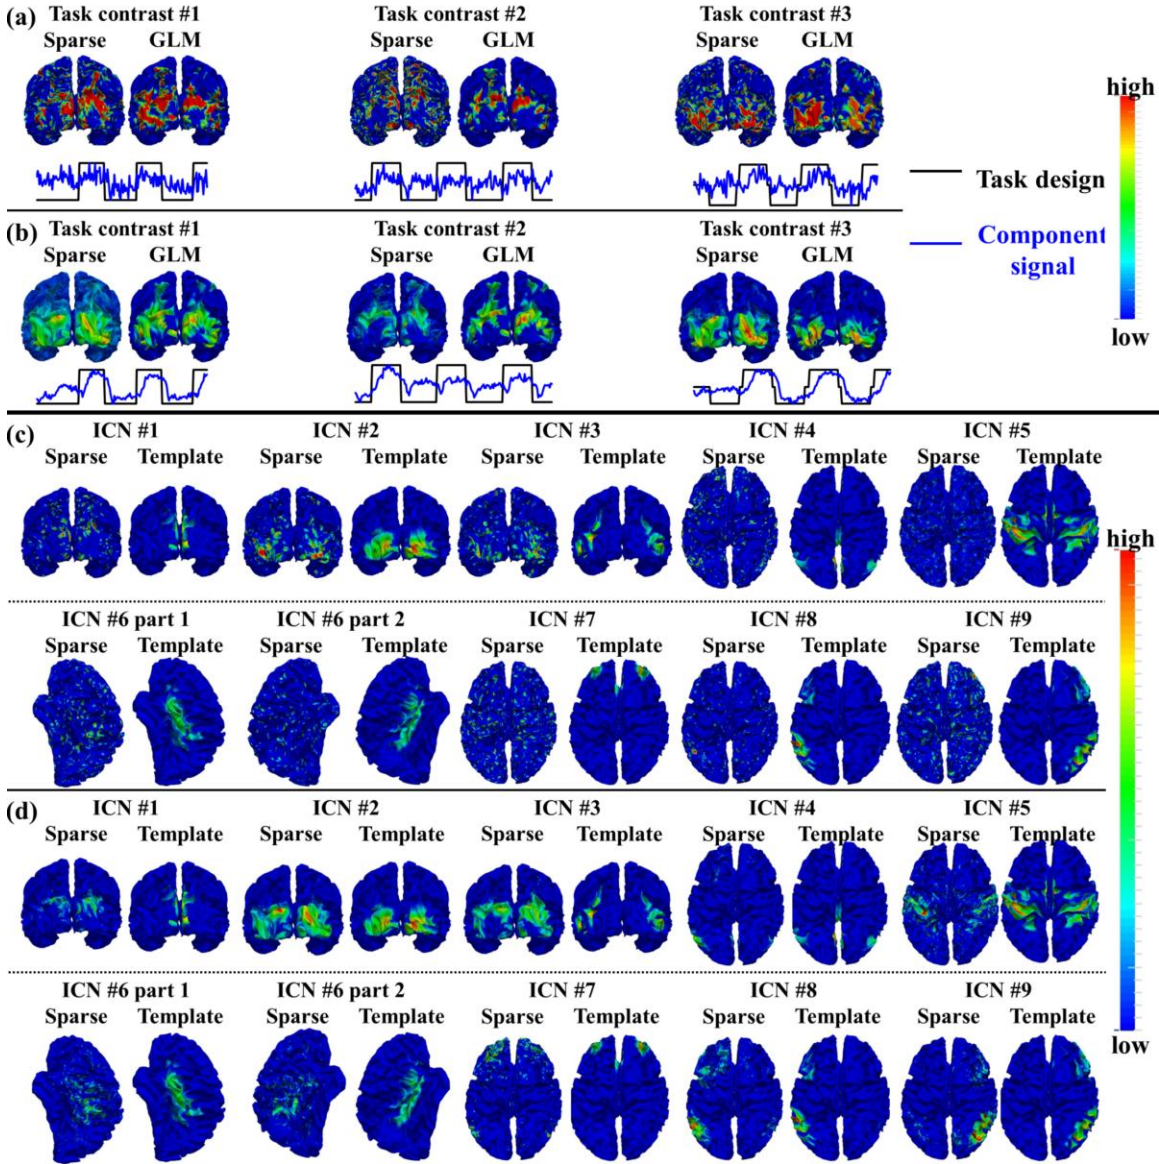 (a)
Task contrast #1 Task contrast #2 Task contrast #3
Sparse GLM Sparse GLM Sparse GLM
high
Task design
Component
signal
low
(b)
Task contrast #1 Task contrast #2 Task contrast #3
Sparse GLM Sparse GLM Sparse GLM
(c)
ICN #1 ICN #2 ICN #3 ICN #4 ICN #5
Sparse Template Sparse Template Sparse Template Sparse Template Sparse Template
high
ICN #6 part 1 ICN #6 part 2 ICN #7 ICN #8 ICN #9
Sparse Template Sparse Template Sparse Template Sparse Template Sparse Template
(d)
ICN #1 ICN #2 ICN #3 ICN #4 ICN #5
Sparse Template Sparse Template Sparse Template Sparse Template Sparse Template
ICN #6 part 1 ICN #6 part 2 ICN #7 ICN #8 ICN #9
Sparse Template Sparse Template Sparse Template Sparse Template Sparse Template
low